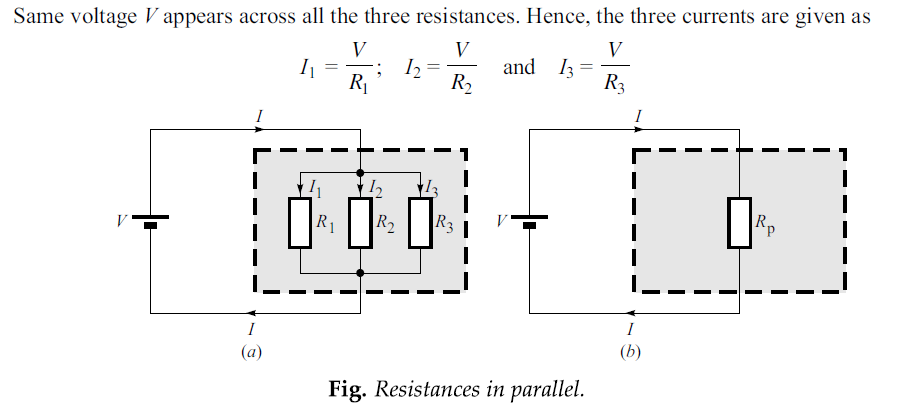 Same voltage V appears across all the three resistances. Hence, the three currents are given as
I₁ = V/R₁; I₂ = V/R₂ and I₃ = V/R₃
I I
I₁ I₂ I₃
V R₁ R₂ R₃ V Rₚ
I I
(a) (b)
Fig. Resistances in parallel.